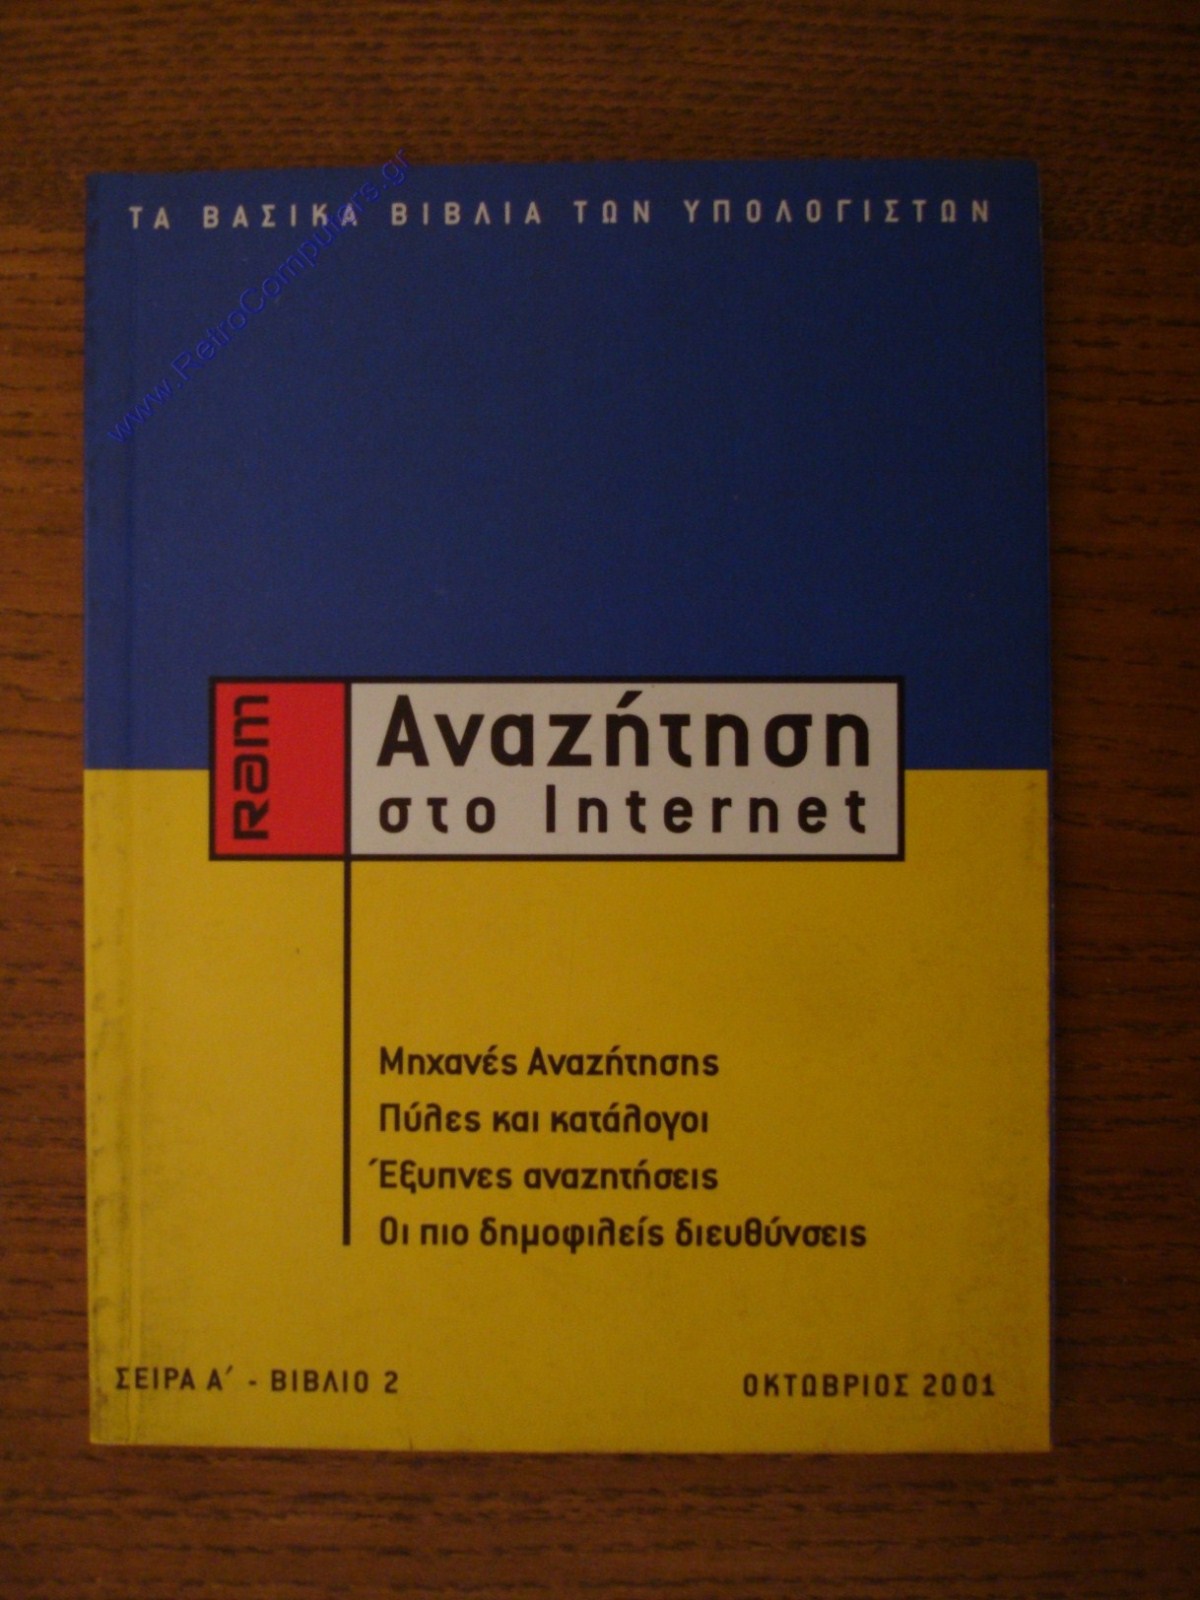 ΤΑ ΒΑΣΙΚΑ ΒΙΒΛΙΑ ΤΩΝ ΥΠΟΛΟΓΙΣΤΩΝ
www.RetroComputers.gr
RAM
Αναζήτηση
στο Internet
Μηχανές Αναζήτησης
Πύλες και κατάλογοι
Έξυπνες αναζητήσεις
Οι πιο δημοφιλείς διευθύνσεις
ΣΕΙΡΑ Α΄ - ΒΙΒΛΙΟ 2
ΟΚΤΩΒΡΙΟΣ 2001